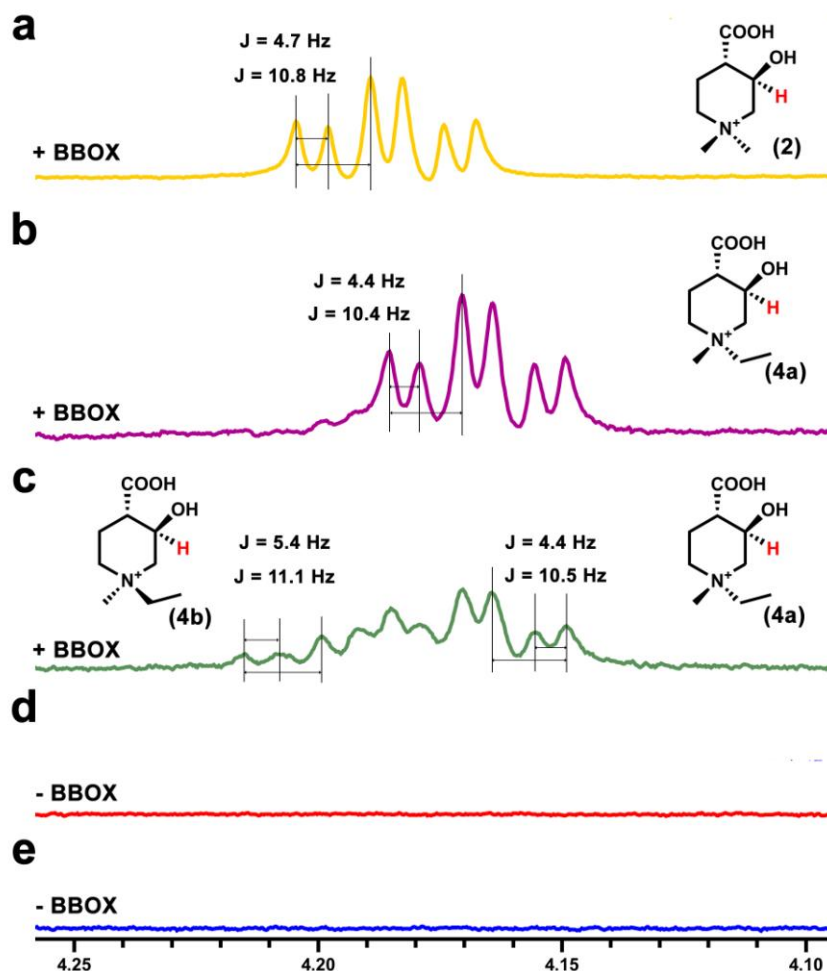 a
J = 4.7 Hz
J = 10.8 Hz
+ BBOX
COOH
OH
H
N+
(2)
b
J = 4.4 Hz
J = 10.4 Hz
+ BBOX
COOH
OH
H
N+
(4a)
c
COOH
OH
H
N+
(4b)
J = 5.4 Hz
J = 11.1 Hz
J = 4.4 Hz
J = 10.5 Hz
COOH
OH
H
N+
(4a)
+ BBOX
d
- BBOX
e
- BBOX
4.25 4.20 4.15 4.10